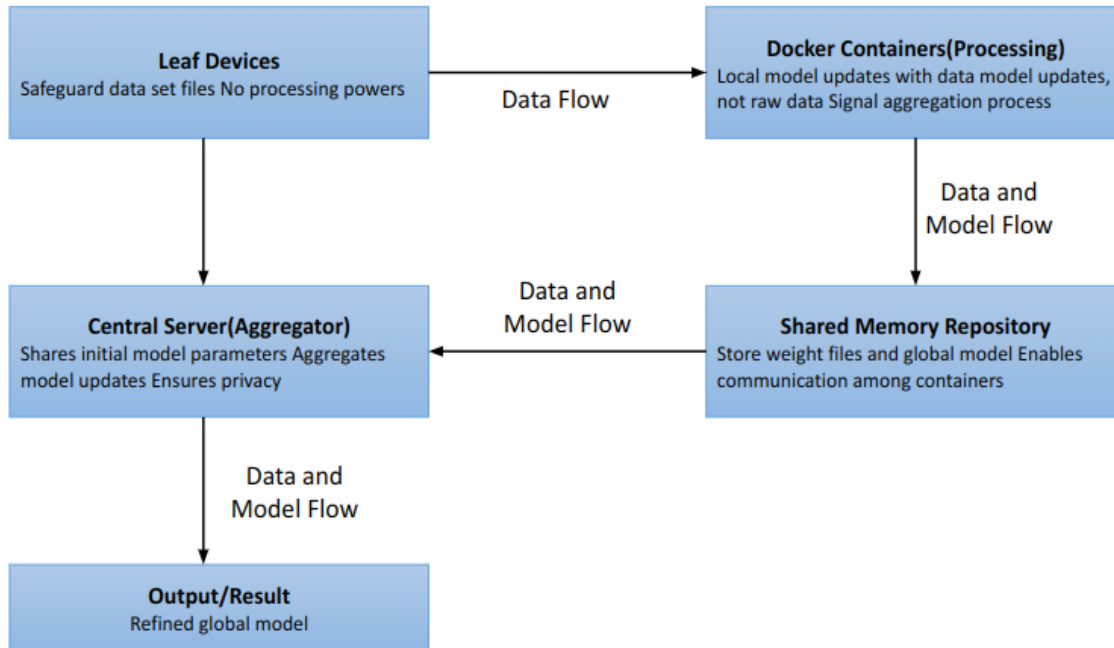 Leaf Devices
Safeguard data set files No processing powers
Data Flow
Docker Containers(Processing)
Local model updates with data model updates,
not raw data Signal aggregation process
Data and
Model Flow
Shared Memory Repository
Store weight files and global model Enables
communication among containers
Data and
Model Flow
Central Server(Aggregator)
Shares initial model parameters Aggregates
model updates Ensures privacy
Data and
Model Flow
Output/Result
Refined global model